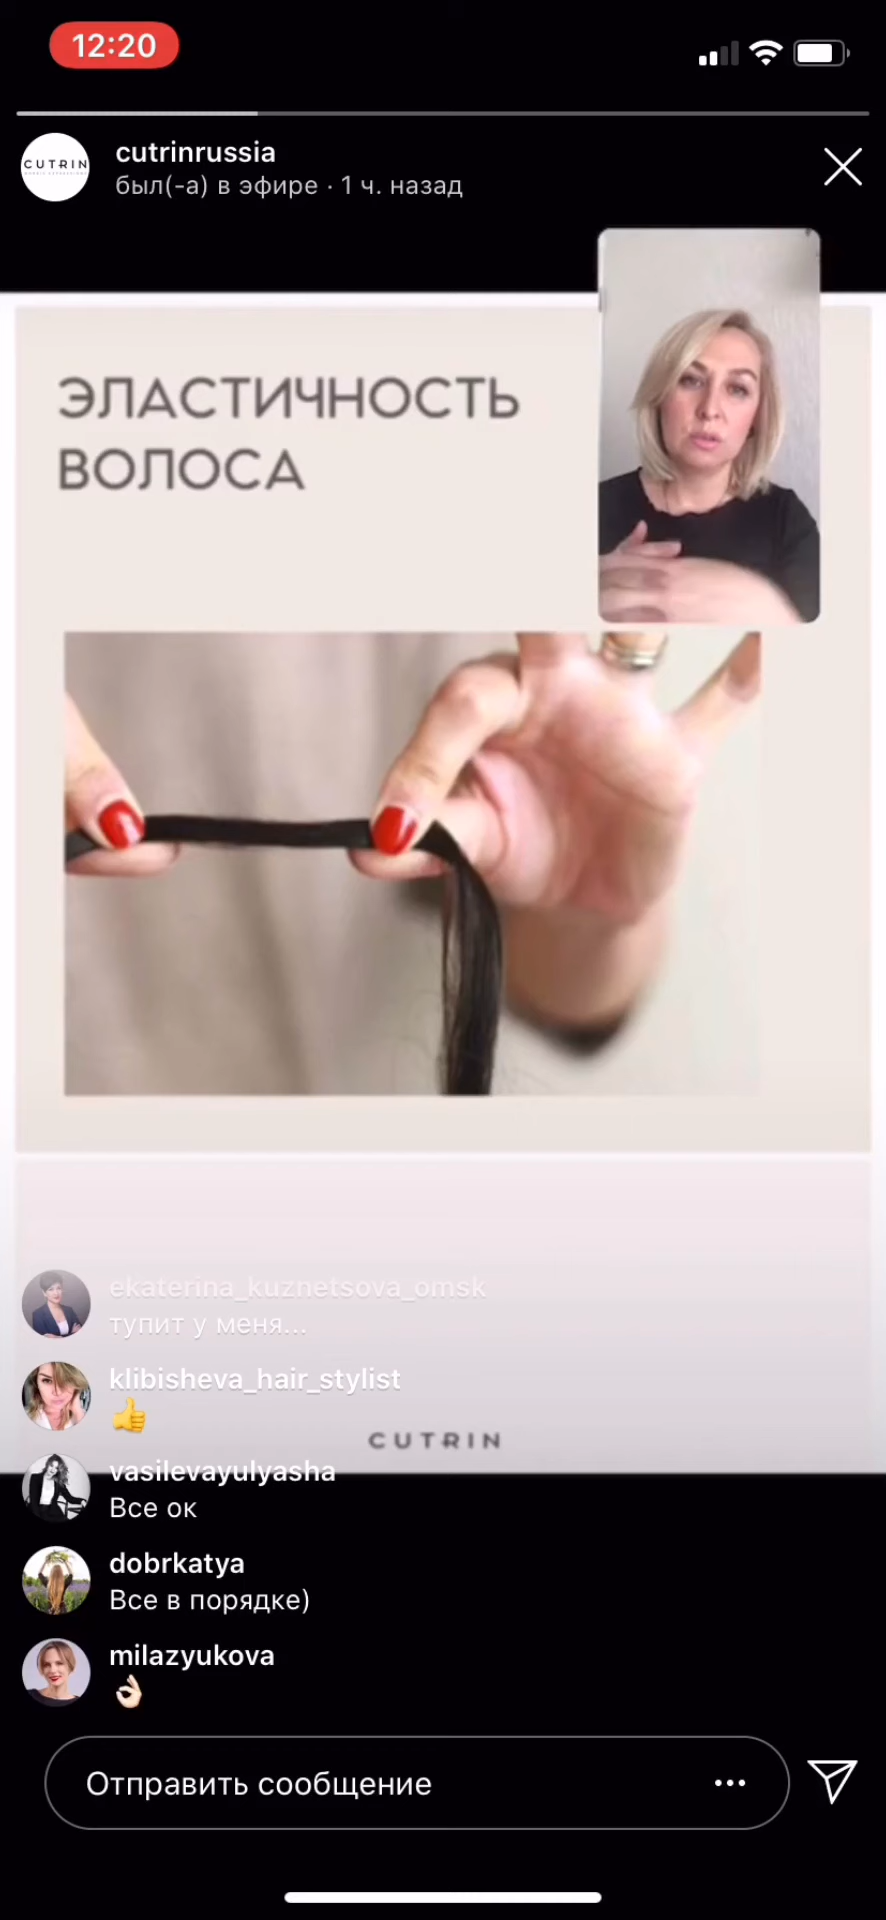 12:20
CUTRIN
cutrinrussia
был(-а) в эфире · 1 ч. назад
ЭЛАСТИЧНОСТЬ
ВОЛОСА
ekaterina_kuznetsova_omsk
тупит у меня...
klibisheva_hair_stylist
👍
CUTRIN
vasilevayulyasha
Все ок
dobrkatya
Все в порядке)
milazyukova
👌🏻
Отправить сообщение